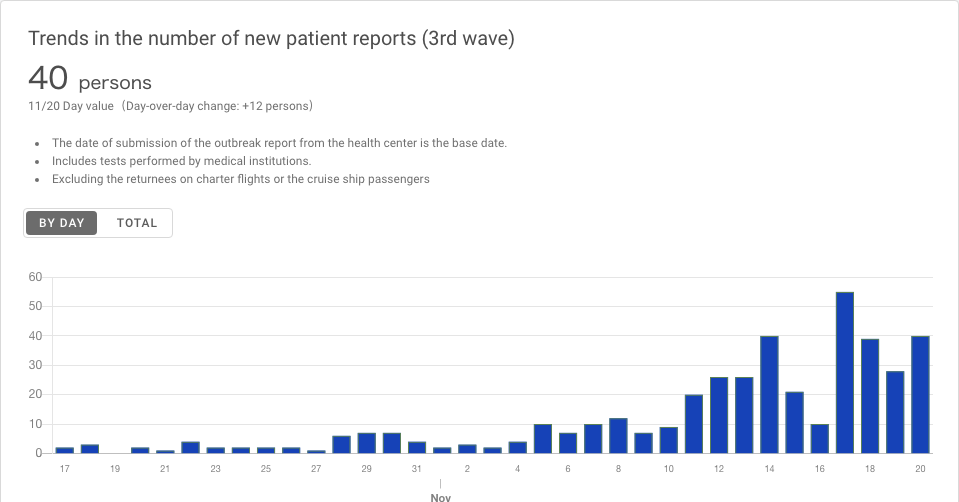 Trends in the number of new patient reports (3rd wave)
40 persons
11/20 Day value（Day-over-day change: +12 persons）
• The date of submission of the outbreak report from the health center is the base date.
• Includes tests performed by medical institutions.
• Excluding the returnees on charter flights or the cruise ship passengers
BY DAY TOTAL
60
50
40
30
20
10
0
17 19 21 23 25 27 29 31 2 4 6 8 10 12 14 16 18 20
Nov